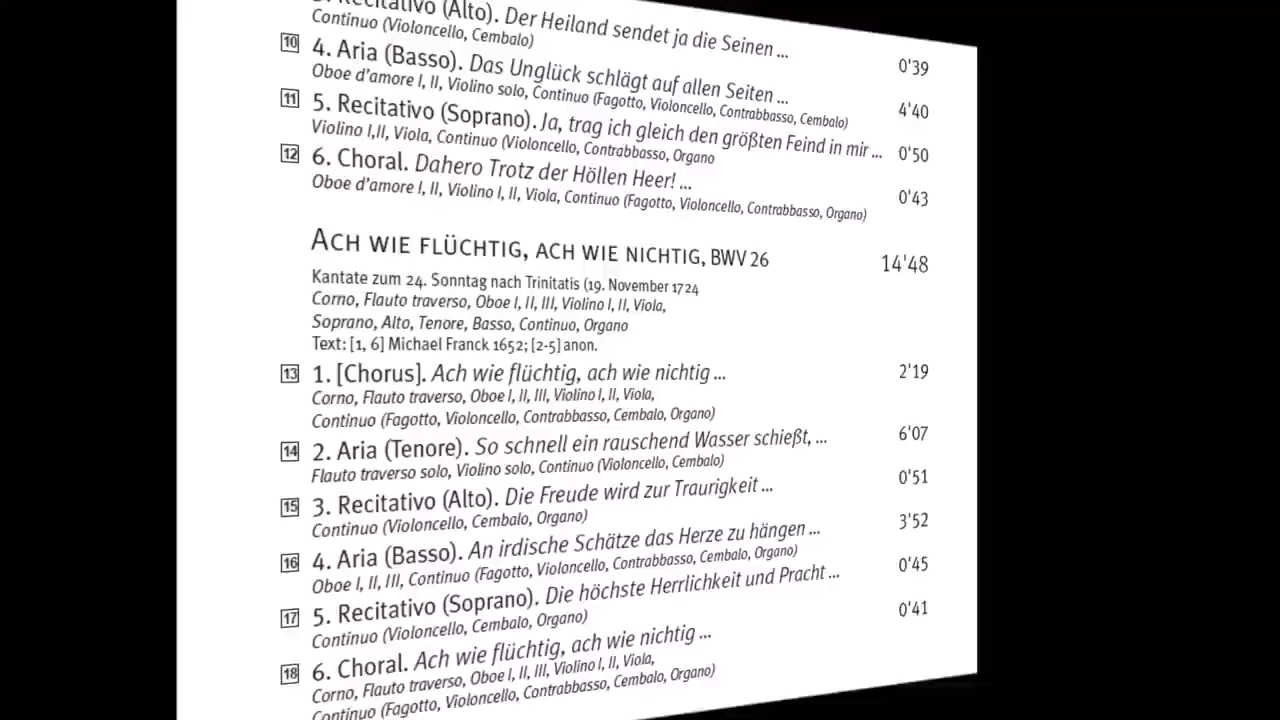 3. Recitativo (Alto). Der Heiland sendet ja die Seinen ... 0'39
Continuo (Violoncello, Cembalo)
10 4. Aria (Basso). Das Unglück schlägt auf allen Seiten ... 4'40
Oboe d'amore I, II, Violino solo, Continuo (Fagotto, Violoncello, Contrabbasso, Cembalo)
11 5. Recitativo (Soprano). Ja, trag ich gleich den größten Feind in mir ... 0'50
Violino I,II, Viola, Continuo (Violoncello, Contrabbasso, Organo
12 6. Choral. Dahero Trotz der Höllen Heer! ... 0'43
Oboe d'amore I, II, Violino I, II, Viola, Continuo (Fagotto, Violoncello, Contrabbasso, Organo)
ACH WIE FLÜCHTIG, ACH WIE NICHTIG, BWV 26 14'48
Kantate zum 24. Sonntag nach Trinitatis (19. November 1724
Corno, Flauto traverso, Oboe I, II, III, Violino I, II, Viola,
Soprano, Alto, Tenore, Basso, Continuo, Organo
Text: [1, 6] Michael Franck 1652; [2-5] anon.
13 1. [Chorus]. Ach wie flüchtig, ach wie nichtig ... 2'19
Corno, Flauto traverso, Oboe I, II, III, Violino I, II, Viola,
Continuo (Fagotto, Violoncello, Contrabbasso, Cembalo, Organo)
14 2. Aria (Tenore). So schnell ein rauschend Wasser schießt, ... 6'07
Flauto traverso solo, Violino solo, Continuo (Violoncello, Cembalo)
15 3. Recitativo (Alto). Die Freude wird zur Traurigkeit ... 0'51
Continuo (Violoncello, Cembalo, Organo)
16 4. Aria (Basso). An irdische Schätze das Herze zu hängen ... 3'52
Oboe I, II, III, Continuo (Fagotto, Violoncello, Contrabbasso, Cembalo, Organo)
17 5. Recitativo (Soprano). Die höchste Herrlichkeit und Pracht ... 0'45
Continuo (Violoncello, Cembalo, Organo)
18 6. Choral. Ach wie flüchtig, ach wie nichtig ... 0'41
Corno, Flauto traverso, Oboe I, II, III, Violino I, II, Viola,
Continuo (Fagotto, Violoncello, Contrabbasso, Cembalo, Organo)